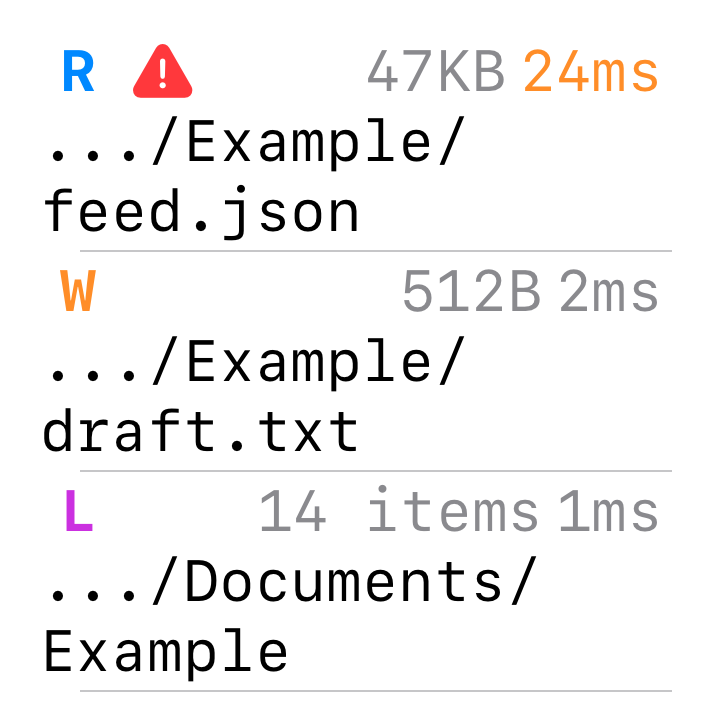 R 47KB 24ms
.../Example/
feed.json
W 512B 2ms
.../Example/
draft.txt
L 14 items 1ms
.../Documents/
Example